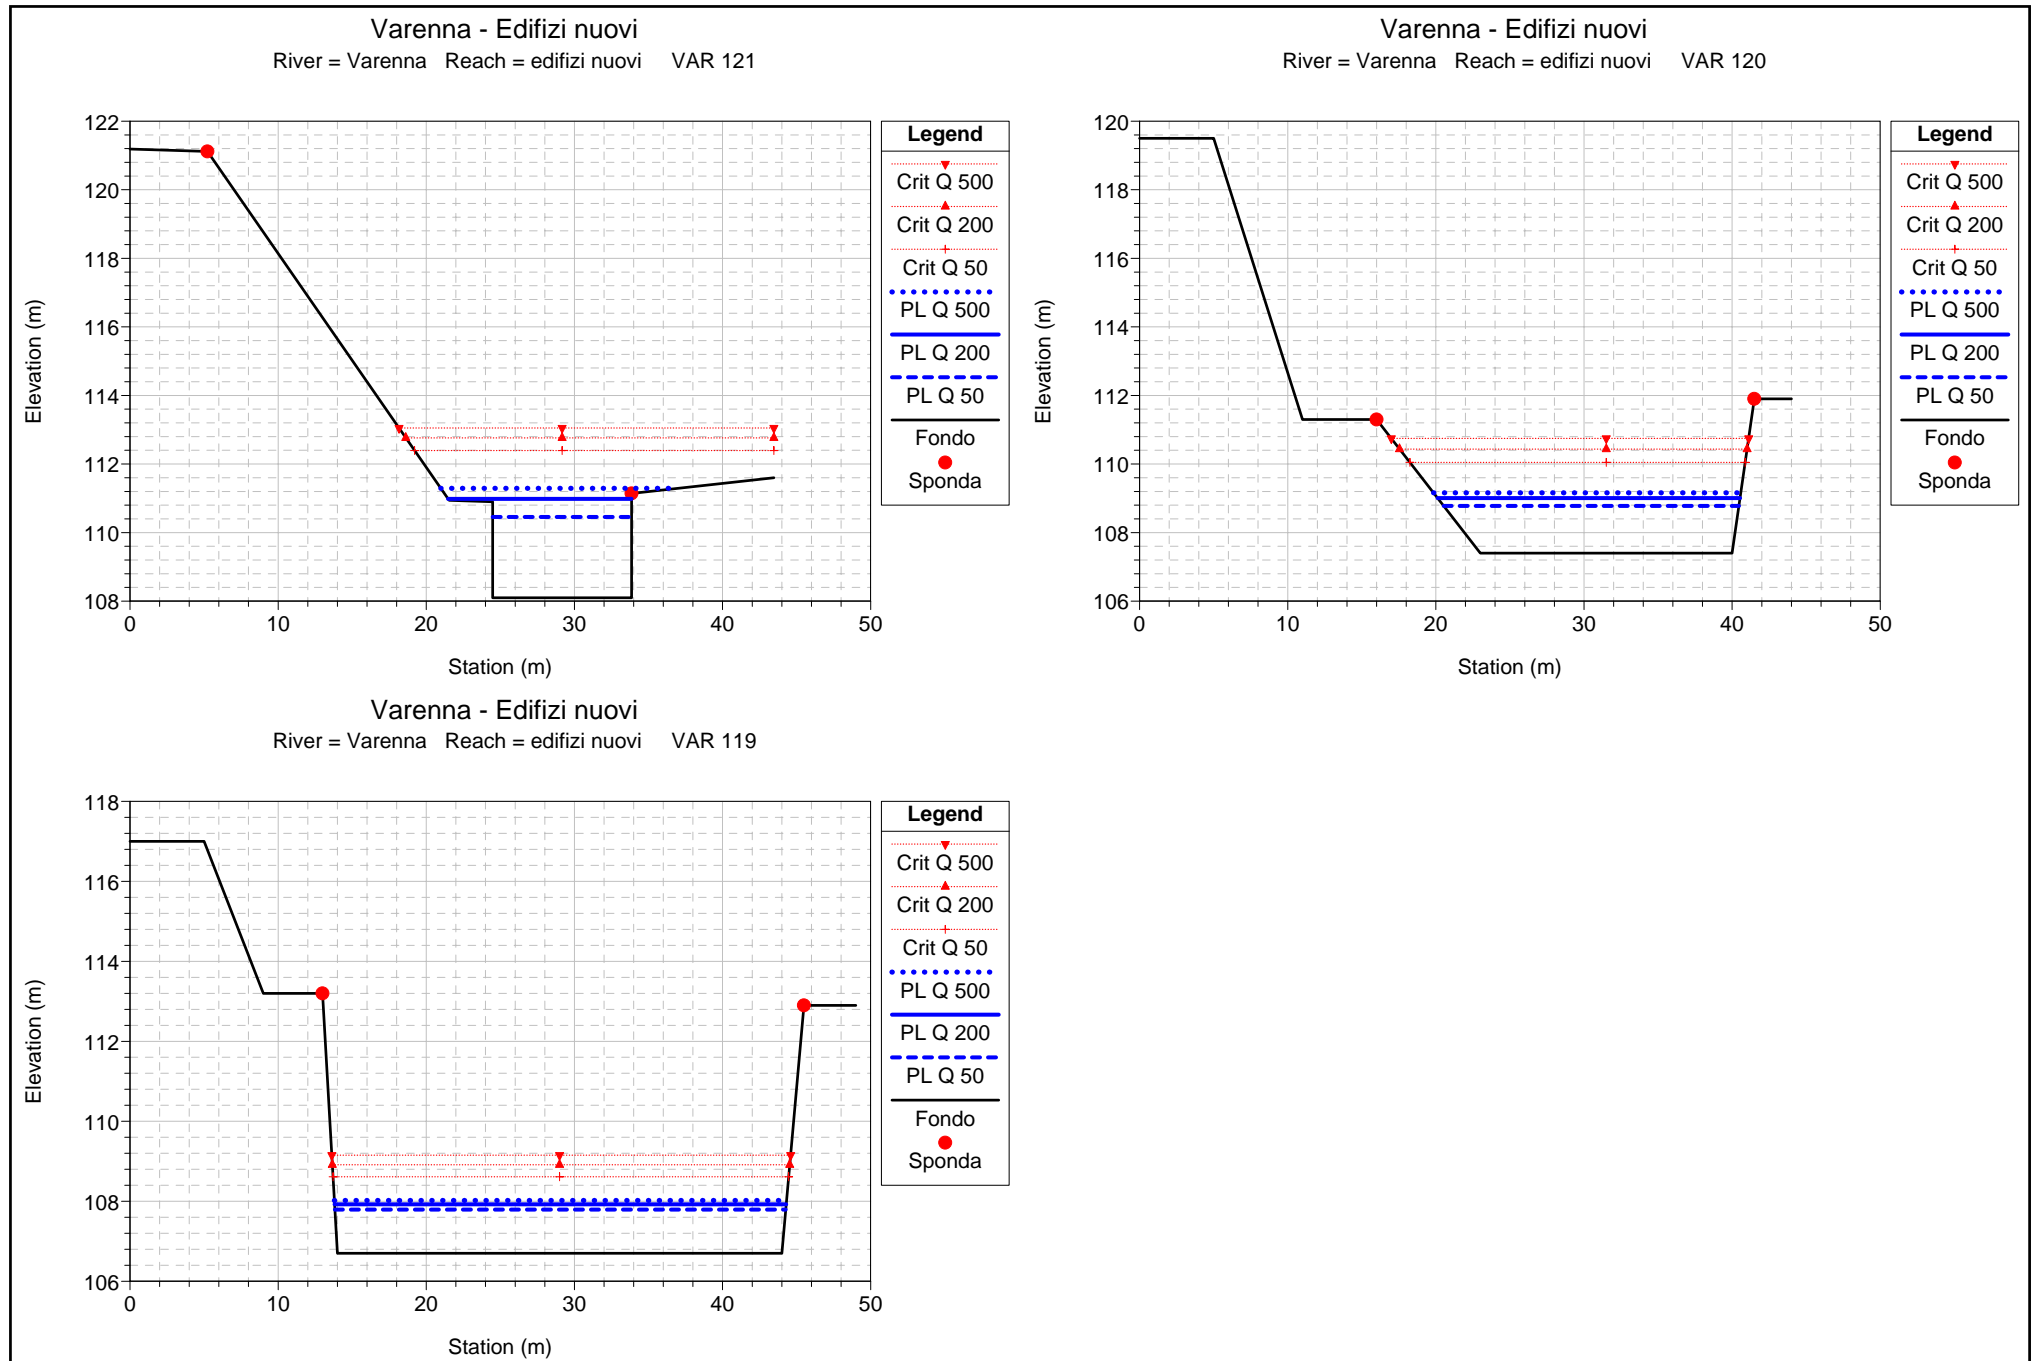 Varenna - Edifizi nuovi
River = Varenna Reach = edifizi nuovi VAR 121
122
120
118
116
114
112
110
108
0 10 20 30 40 50
Elevation (m)
Station (m)
Legend
Crit Q 500
Crit Q 200
Crit Q 50
PL Q 500
PL Q 200
PL Q 50
Fondo
Sponda
Varenna - Edifizi nuovi
River = Varenna Reach = edifizi nuovi VAR 120
120
118
116
114
112
110
108
106
0 10 20 30 40 50
Elevation (m)
Station (m)
Legend
Crit Q 500
Crit Q 200
Crit Q 50
PL Q 500
PL Q 200
PL Q 50
Fondo
Sponda
Varenna - Edifizi nuovi
River = Varenna Reach = edifizi nuovi VAR 119
118
116
114
112
110
108
106
0 10 20 30 40 50
Elevation (m)
Station (m)
Legend
Crit Q 500
Crit Q 200
Crit Q 50
PL Q 500
PL Q 200
PL Q 50
Fondo
Sponda